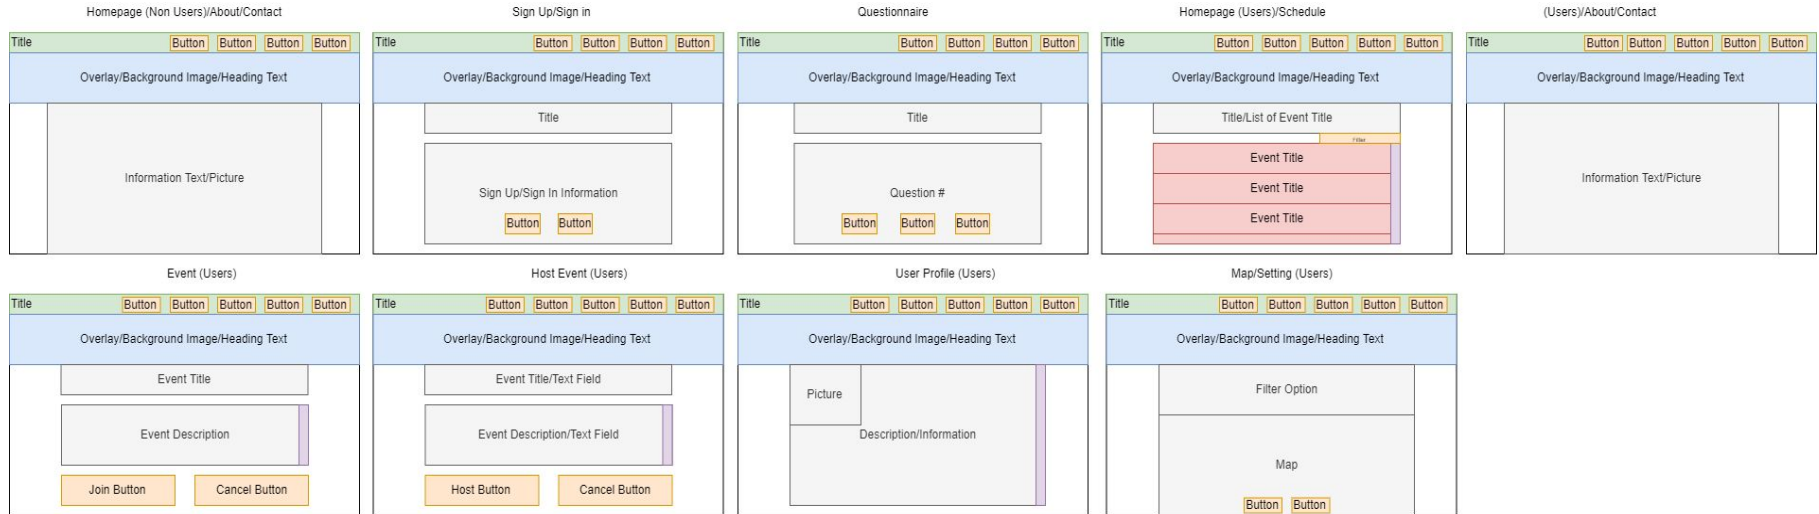 Homepage (Non Users)/About/Contact
Title Button Button Button Button
Overlay/Background Image/Heading Text
Information Text/Picture
Sign Up/Sign in
Title Button Button Button Button
Overlay/Background Image/Heading Text
Title
Sign Up/Sign In Information
Button Button
Questionnaire
Title Button Button Button Button
Overlay/Background Image/Heading Text
Title
Question #
Button Button Button
Homepage (Users)/Schedule
Title Button Button Button Button Button
Overlay/Background Image/Heading Text
Title/List of Event Title
Filter
Event Title
Event Title
Event Title
(Users)/About/Contact
Title Button Button Button Button Button
Overlay/Background Image/Heading Text
Information Text/Picture
Event (Users)
Title Button Button Button Button Button
Overlay/Background Image/Heading Text
Event Title
Event Description
Join Button Cancel Button
Host Event (Users)
Title Button Button Button Button Button
Overlay/Background Image/Heading Text
Event Title/Text Field
Event Description/Text Field
Host Button Cancel Button
User Profile (Users)
Title Button Button Button Button Button
Overlay/Background Image/Heading Text
Picture
Description/Information
Map/Setting (Users)
Title Button Button Button Button Button
Overlay/Background Image/Heading Text
Filter Option
Map
Button Button